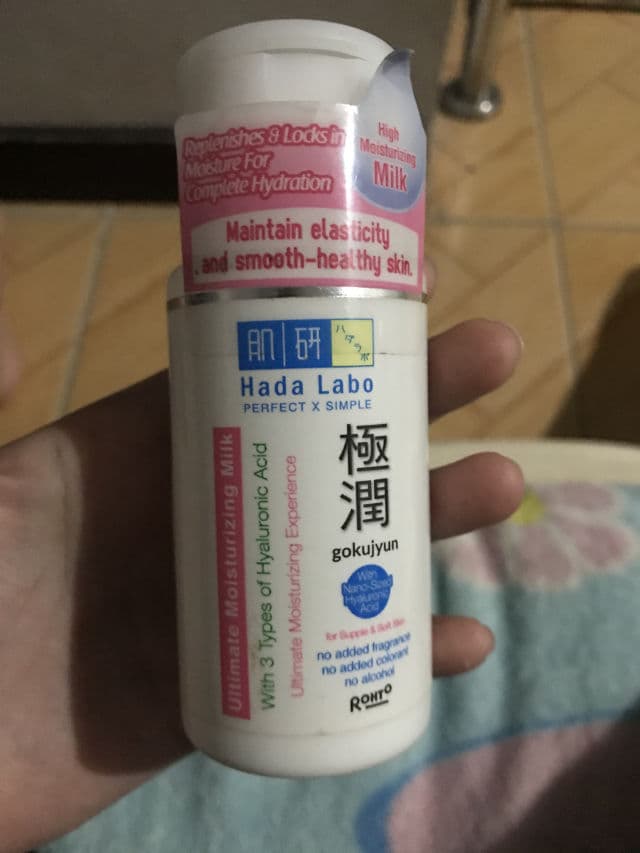 Replenishes & Locks in
Moisture For
Complete Hydration
High
Moisturizing
Milk
Maintain elasticity
and smooth-healthy skin.
肌研
ハダラボ
Hada Labo
PERFECT X SIMPLE
Ultimate Moisturizing Milk
With 3 Types of Hyaluronic Acid
Ultimate Moisturizing Experience
極潤
gokujyun
With
Nano-Sized
Hyaluronic
Acid
for Supple & Soft Skin
no added fragrance
no added colorant
no alcohol
ROHTO